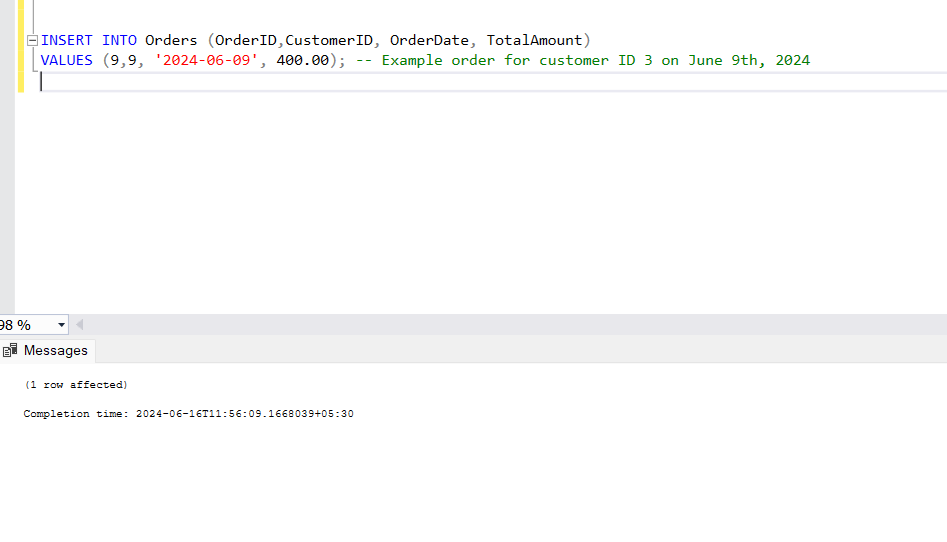 INSERT INTO Orders (OrderID,CustomerID, OrderDate, TotalAmount)
VALUES (9,9, '2024-06-09', 400.00); -- Example order for customer ID 3 on June 9th, 2024
98 %
Messages
(1 row affected)
Completion time: 2024-06-16T11:56:09.1668039+05:30